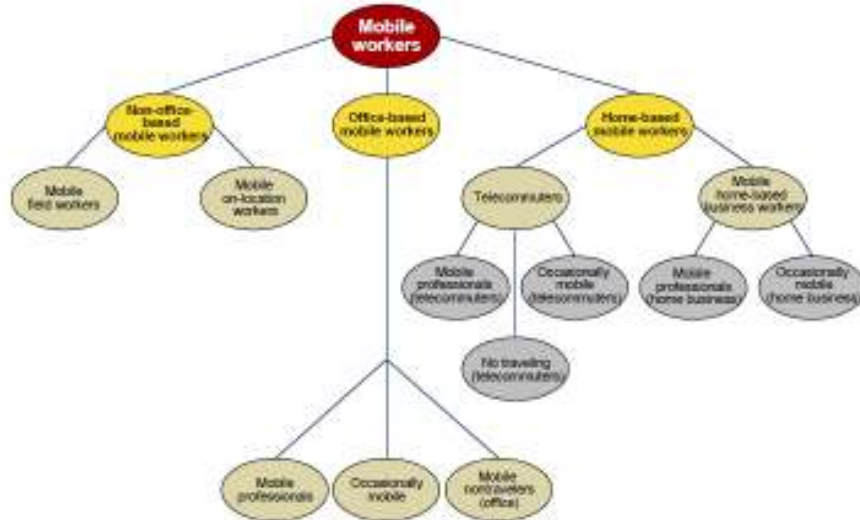 Mobile
workers
Non-office-
based
mobile workers
Office-based
mobile workers
Home-based
mobile workers
Mobile
field workers
Mobile
on-location
workers
Telecommuters
Mobile
home-based
business workers
Mobile
professionals
(telecommuters)
Occasionally
mobile
(telecommuters)
Mobile
professionals
(home business)
Occasionally
mobile
(home business)
No traveling
(telecommuters)
Mobile
professionals
Occasionally
mobile
Mobile
nontravelers
(office)